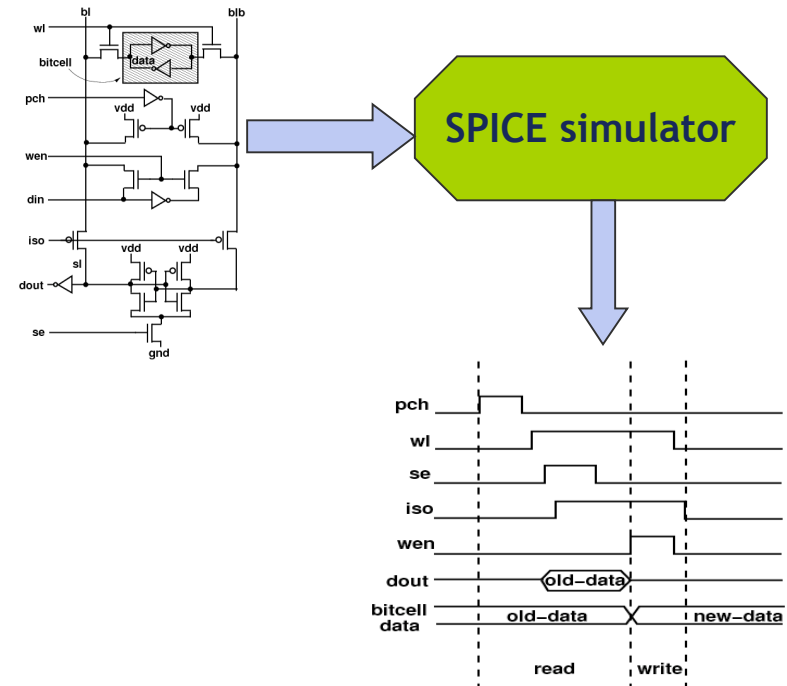 bl blb
wl
data
bitcell
pch
vdd vdd
wen
din
iso
sl
vdd vdd
dout
se
gnd
SPICE simulator
pch
wl
se
iso
wen
dout old–data
bitcell
data
old–data new–data
read write